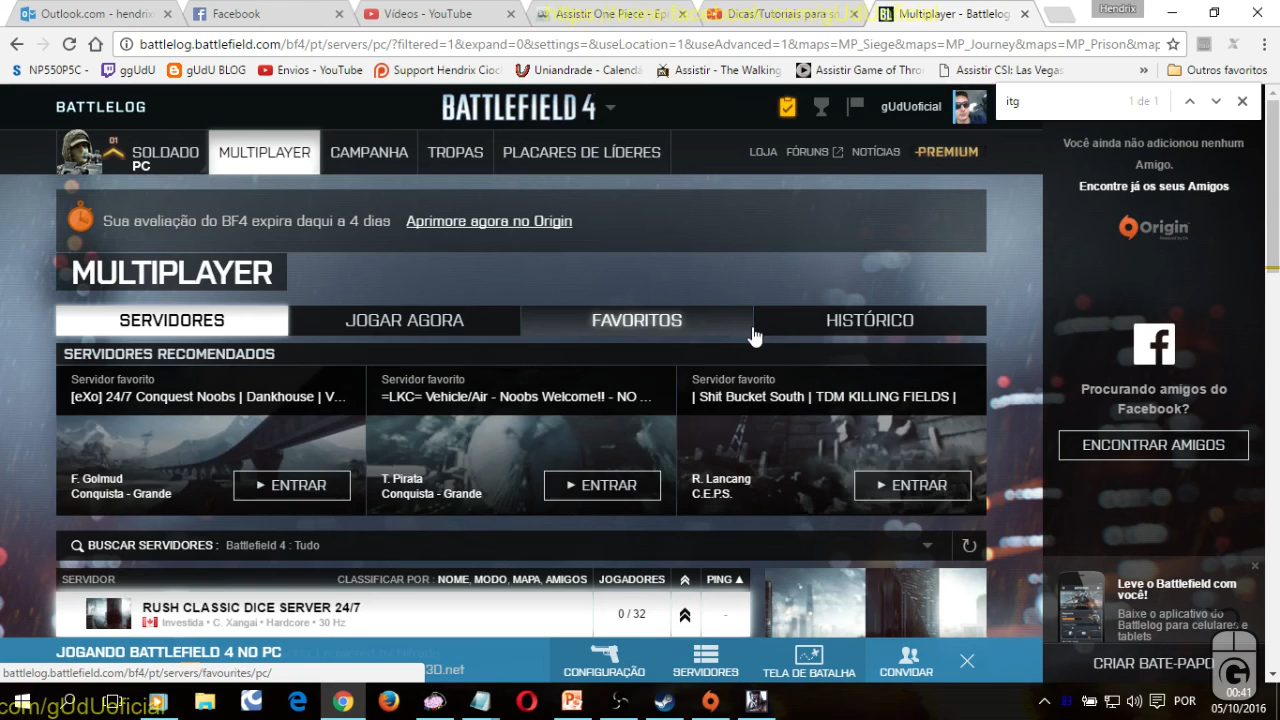 Outlook.com - hendrix
Facebook
Vídeos - YouTube
Assistir One Piece - Epi
Dicas/Tutoriais para su
Multiplayer - Battlelog
Hendrix
battlelog.battlefield.com/bf4/pt/servers/pc/?filtered=1&expand=0&settings=&useLocation=1&useAdvanced=1&maps=MP_Siege&maps=MP_Journey&maps=MP_Prison&map
NP550P5C - gUdU BLOG Envios - YouTube Support Hendrix Cioc Uniandrade - Calendá Assistir - The Walking Assistir Game of Thro Assistir CSI: Las Vegas » Outros favoritos
itg 1 de 1
BATTLELOG
BATTLEFIELD 4
gUdUoficial
01
SOLDADO
PC
MULTIPLAYER
CAMPANHA
TROPAS
PLACARES DE LÍDERES
LOJA FÓRUNS NOTÍCIAS PREMIUM
Você ainda não adicionou nenhum
Amigo.
Encontre já os seus Amigos
Origin
Sua avaliação do BF4 expira daqui a 4 dias Aprimore agora no Origin
MULTIPLAYER
SERVIDORES JOGAR AGORA FAVORITOS HISTÓRICO
SERVIDORES RECOMENDADOS
Servidor favorito
[eXo] 24/7 Conquest Noobs | Dankhouse | V...
F. Golmud
Conquista - Grande
ENTRAR
Servidor favorito
=LKC= Vehicle/Air - Noobs Welcome!! - NO ...
T. Pirata
Conquista - Grande
ENTRAR
Servidor favorito
| Shit Bucket South | TDM KILLING FIELDS |
R. Lancang
C.E.P.S.
ENTRAR
Procurando amigos do
Facebook?
ENCONTRAR AMIGOS
BUSCAR SERVIDORES : Battlefield 4 : Tudo
SERVIDOR CLASSIFICAR POR : NOME, MODO, MAPA, AMIGOS JOGADORES PING ▲
RUSH CLASSIC DICE SERVER 24/7
Investida • C. Xangai • Hardcore • 30 Hz
0 / 32
-
Leve o Battlefield com
você!
Baixe o aplicativo do
Battlelog para celulares e
tablets
JOGANDO BATTLEFIELD 4 NO PC
3D.net
CONFIGURAÇÃO SERVIDORES TELA DE BATALHA CONVIDAR
CRIAR BATE-PAPO
battlelog.battlefield.com/bf4/pt/servers/favourites/pc/
com/gUdUoficial
83
POR
G
00:41
05/10/2016